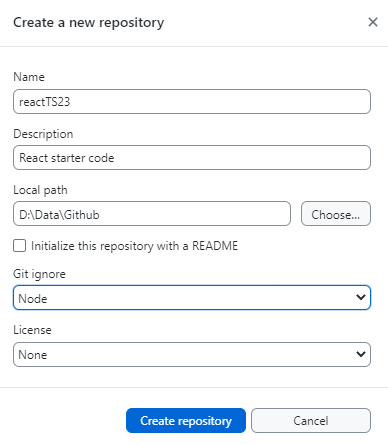 Create a new repository
Name
reactTS23
Description
React starter code
Local path
D:\Data\Github
Choose...
Initialize this repository with a README
Git ignore
Node
License
None
Create repository
Cancel